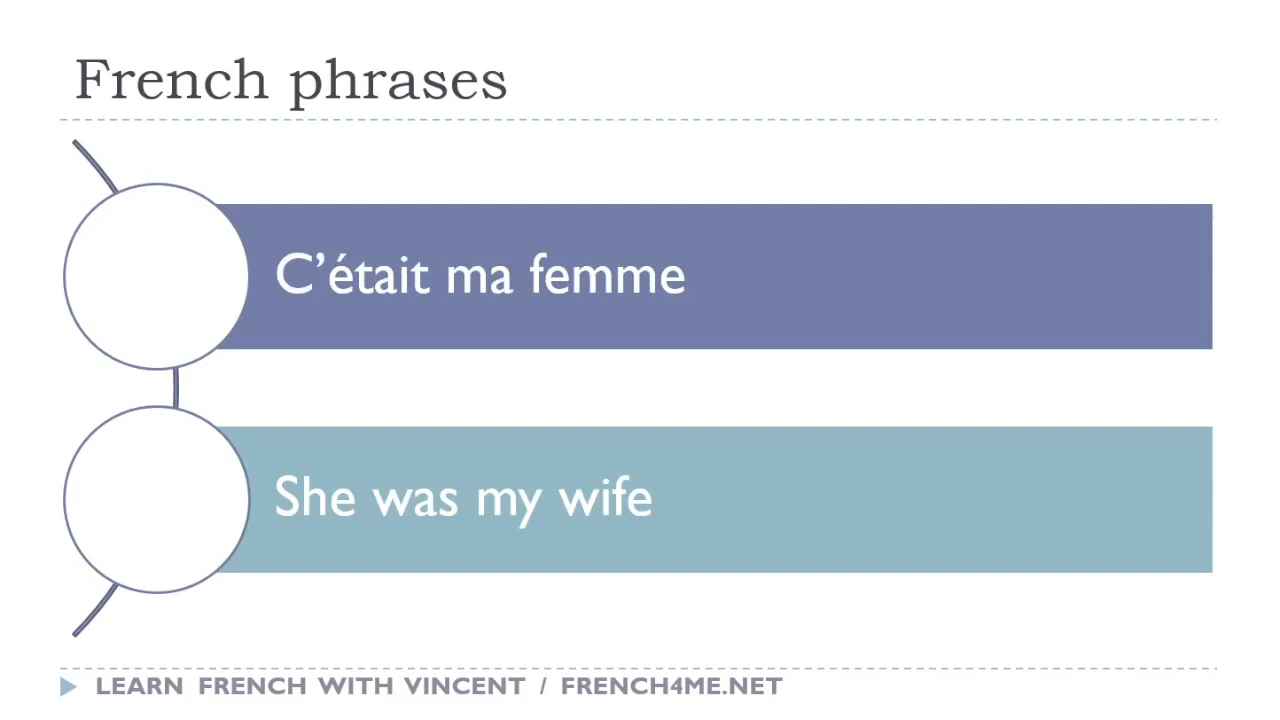 French phrases
C’était ma femme
She was my wife
LEARN FRENCH WITH VINCENT / FRENCH4ME.NET